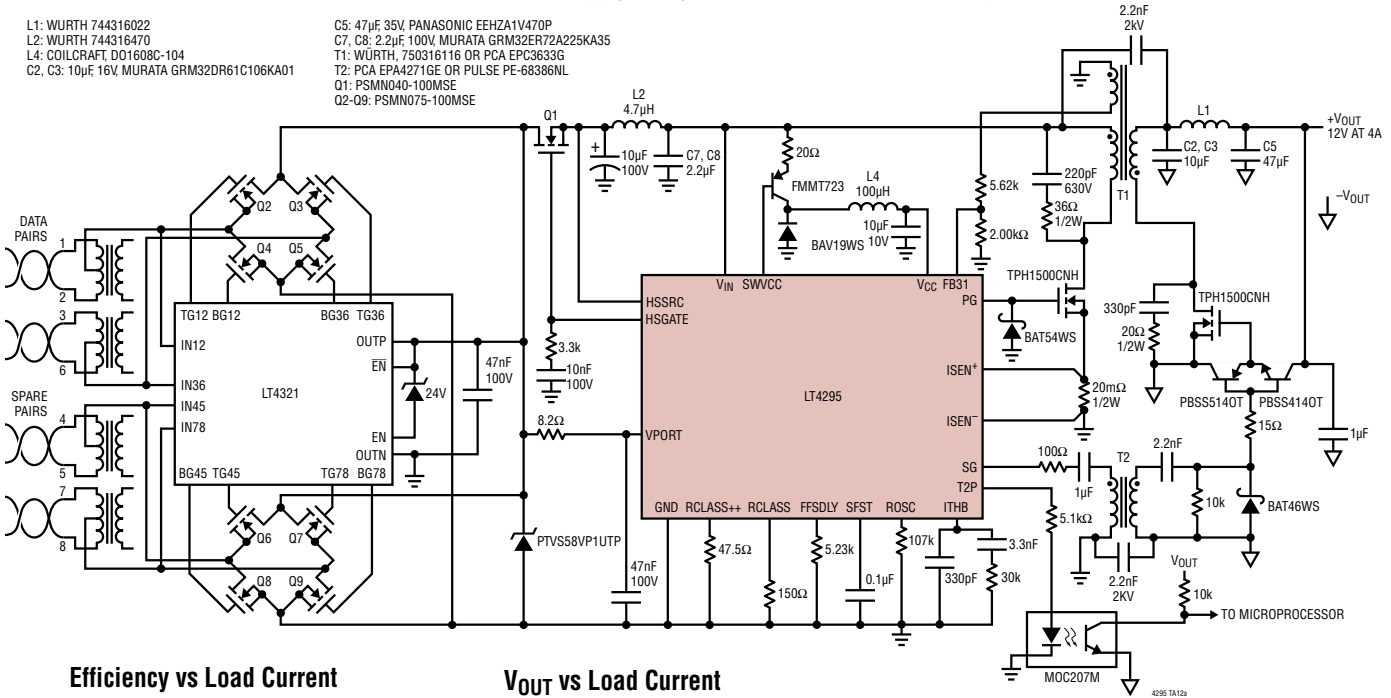 L1: WURTH 744316022
L2: WURTH 744316470
L4: COILCRAFT, DO1608C-104
C2, C3: 10µF, 16V, MURATA GRM32DR61C106KA01
C5: 47µF, 35V, PANASONIC EEHZA1V470P
C7, C8: 2.2µF, 100V, MURATA GRM32ER72A225KA35
T1: WÜRTH, 750316116 OR PCA EPC3633G
T2: PCA EPA4271GE OR PULSE PE-68386NL
Q1: PSMN040-100MSE
Q2-Q9: PSMN075-100MSE
2.2nF
2kV
T1
L1
+VOUT
12V AT 4A
C2, C3
10µF
C5
47µF
–VOUT
Q1
L2
4.7µH
+
10µF
100V
C7, C8
2.2µF
20Ω
FMMT723
L4
100µH
BAV19WS
10µF
10V
5.62k
2.00kΩ
220pF
630V
36Ω
1/2W
TPH1500CNH
BAT54WS
20mΩ
1/2W
330pF
20Ω
1/2W
TPH1500CNH
PBSS5140T
PBSS4140T
15Ω
1µF
DATA
PAIRS
1
2
3
6
SPARE
PAIRS
4
5
7
8
Q2
Q3
Q4
Q5
TG12 BG12
BG36 TG36
IN12
IN36
IN45
IN78
LT4321
OUTP
EN
EN
OUTN
BG45 TG45
TG78 BG78
Q6
Q7
Q8
Q9
24V
47nF
100V
3.3k
10nF
100V
8.2Ω
PTVS58VP1UTP
47nF
100V
VIN SWVCC
VCC FB31
HSSRC
HSGATE
PG
ISEN+
ISEN–
LT4295
VPORT
SG
T2P
GND RCLASS++ RCLASS FFSDLY SFST ROSC ITHB
47.5Ω
150Ω
5.23k
0.1µF
107k
330pF
3.3nF
30k
100Ω
1µF
T2
2.2nF
10k
BAT46WS
2.2nF
2KV
5.1kΩ
VOUT
10k
TO MICROPROCESSOR
MOC207M
4295 TA12a
Efficiency vs Load Current
VOUT vs Load Current